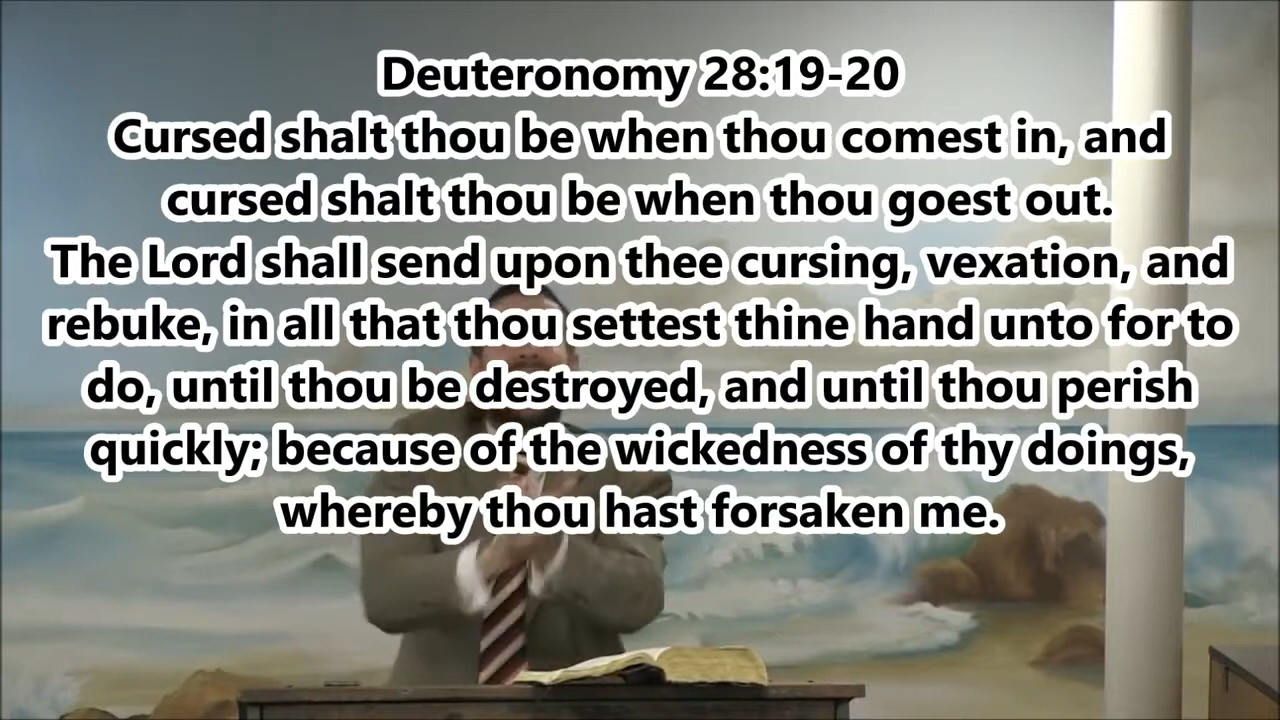 Deuteronomy 28:19-20
Cursed shalt thou be when thou comest in, and
cursed shalt thou be when thou goest out.
The Lord shall send upon thee cursing, vexation, and
rebuke, in all that thou settest thine hand unto for to
do, until thou be destroyed, and until thou perish
quickly; because of the wickedness of thy doings,
whereby thou hast forsaken me.